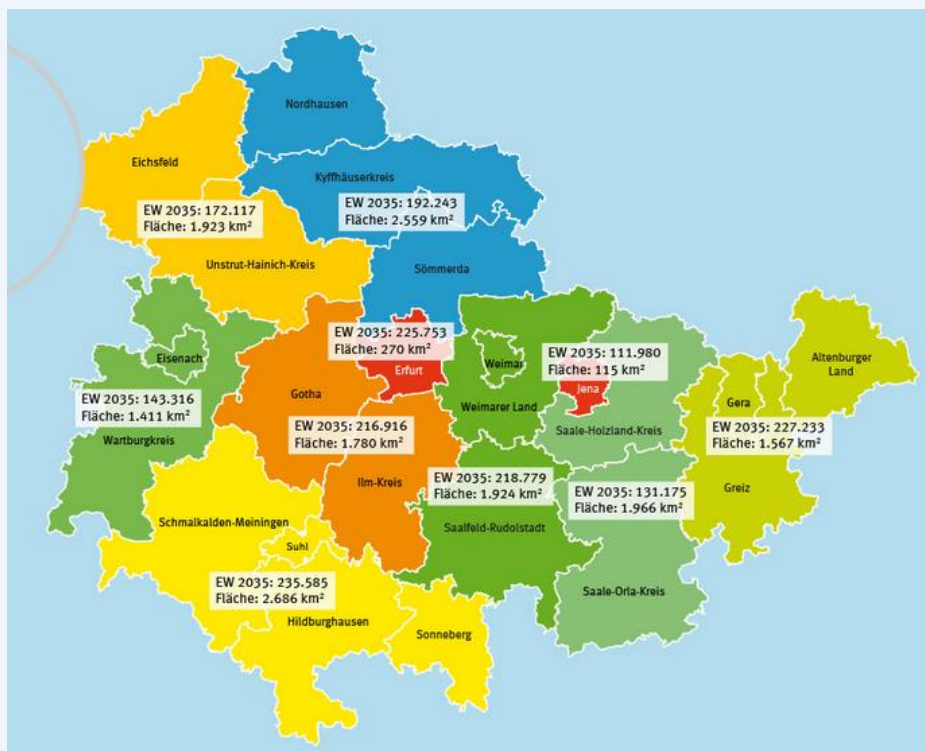 Nordhausen
Eichsfeld
Kyffhäuserkreis
EW 2035: 172.117
Fläche: 1.923 km²
EW 2035: 192.243
Fläche: 2.559 km²
Unstrut-Hainich-Kreis
Sömmerda
Eisenach
EW 2035: 225.753
Fläche: 270 km²
Erfurt
Weimar
EW 2035: 111.980
Fläche: 115 km²
Jena
Altenburger
Land
Gotha
Weimarer Land
Gera
EW 2035: 143.316
Fläche: 1.411 km²
Wartburgkreis
EW 2035: 216.916
Fläche: 1.780 km²
Saale-Holzland-Kreis
EW 2035: 227.233
Fläche: 1.567 km²
Ilm-Kreis
EW 2035: 218.779
Fläche: 1.924 km²
EW 2035: 131.175
Fläche: 1.966 km²
Greiz
Schmalkalden-Meiningen
Saalfeld-Rudolstadt
Suhl
EW 2035: 235.585
Fläche: 2.686 km²
Saale-Orla-Kreis
Hildburghausen
Sonneberg